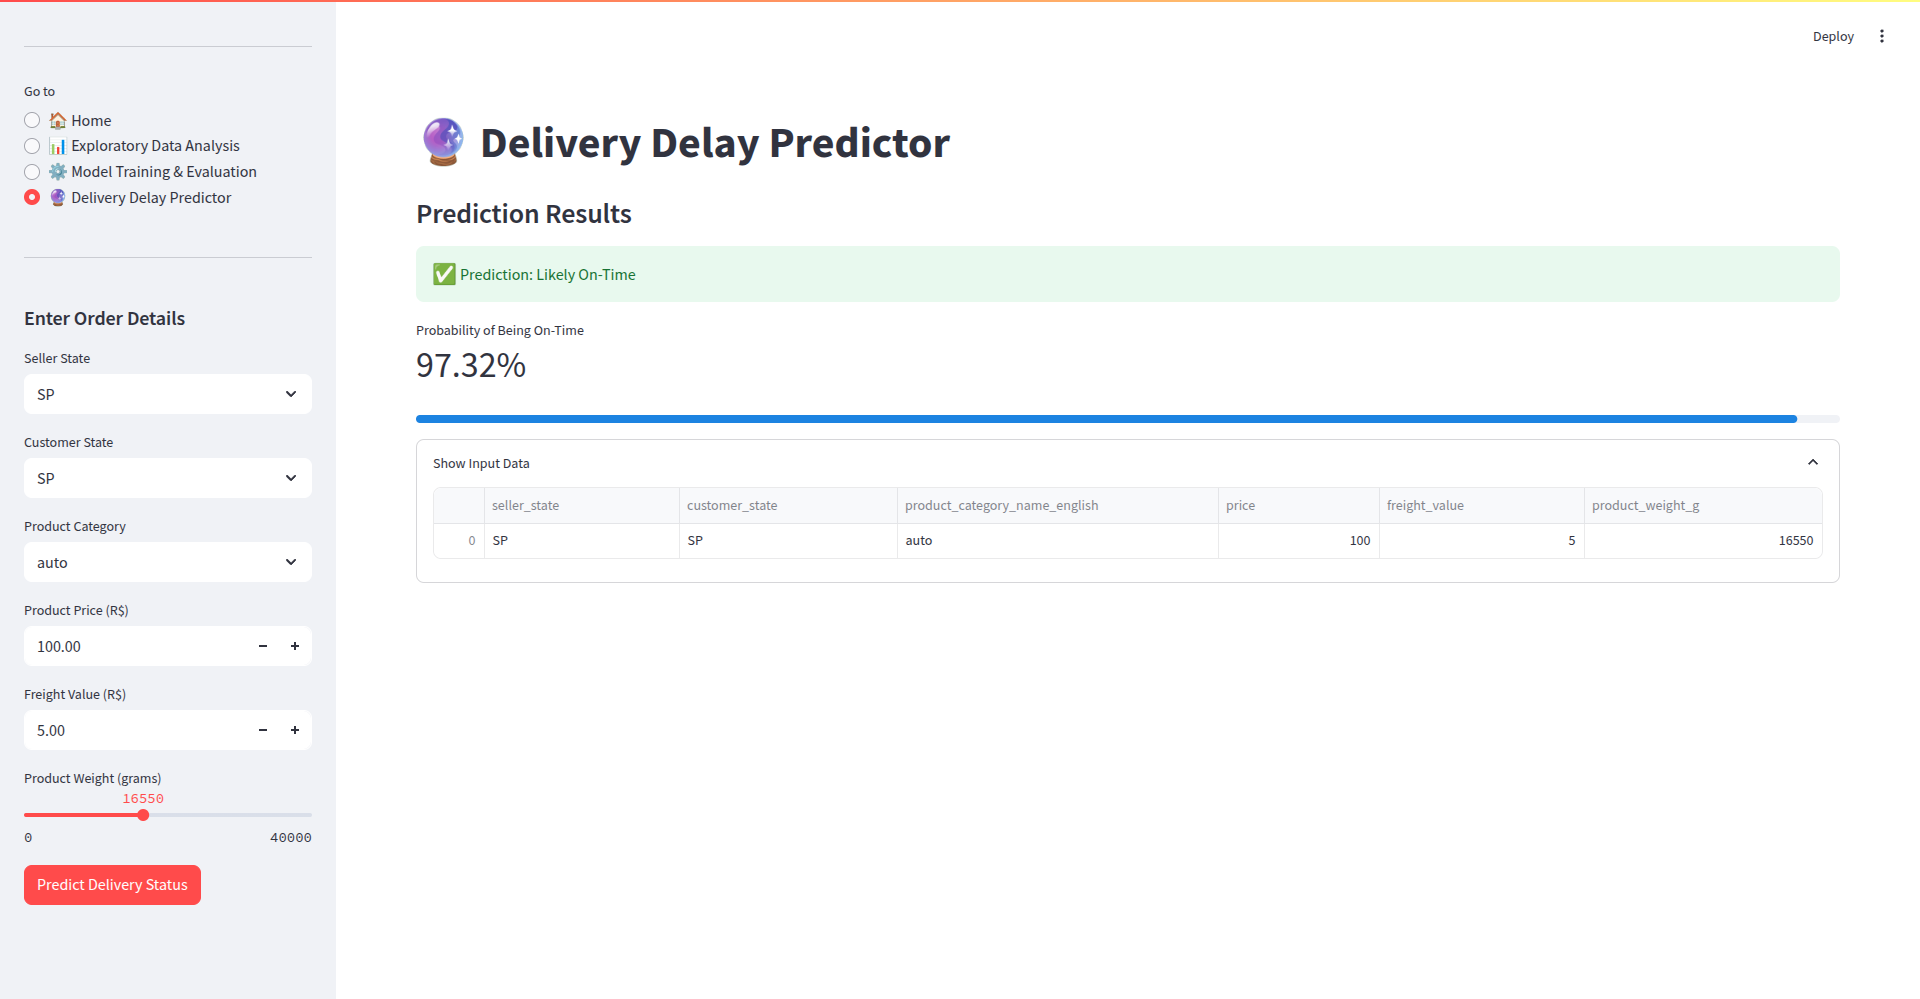 Deploy
Go to
🏠 Home
📊 Exploratory Data Analysis
⚙️ Model Training & Evaluation
🔮 Delivery Delay Predictor
Enter Order Details
Seller State
SP
Customer State
SP
Product Category
auto
Product Price (R$)
100.00
Freight Value (R$)
5.00
Product Weight (grams)
16550
0 40000
Predict Delivery Status
🔮 Delivery Delay Predictor
Prediction Results
✅ Prediction: Likely On-Time
Probability of Being On-Time
97.32%
Show Input Data
seller_state customer_state product_category_name_english price freight_value product_weight_g
0 SP SP auto 100 5 16550